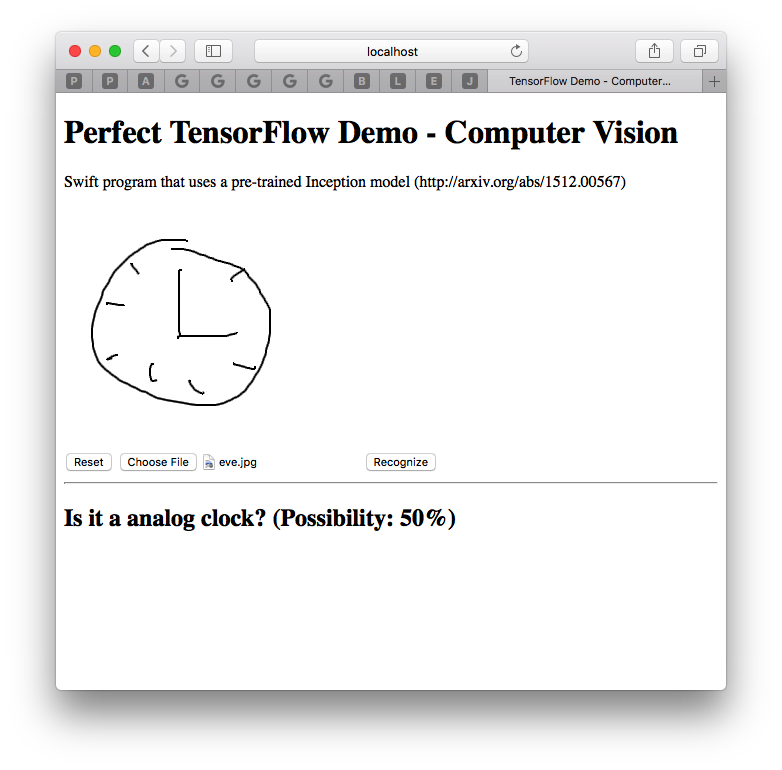 localhost
P P A G G G G G B L E J TensorFlow Demo - Computer...
Perfect TensorFlow Demo - Computer Vision
Swift program that uses a pre-trained Inception model (http://arxiv.org/abs/1512.00567)
Reset Choose File eve.jpg Recognize
Is it a analog clock? (Possibility: 50%)